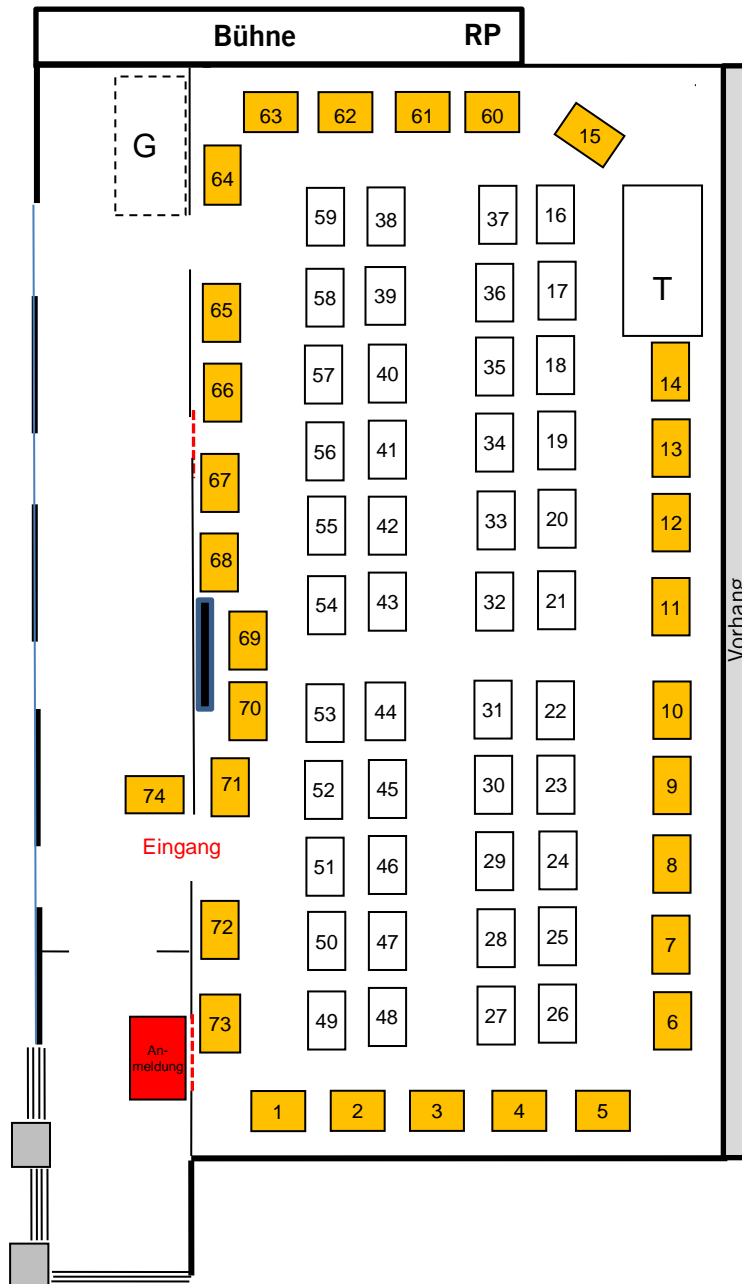 Bühne RP
G
63 62 61 60
15
64
59 38 37 16
65
58 39 36 17
T
66
57 40 35 18
14
56 41 34 19
13
67
55 42 33 20
12
68
54 43 32 21
11
Vorhang
69
70
53 44 31 22
10
74
71
52 45 30 23
9
Eingang
51 46 29 24
8
72
50 47 28 25
7
73
49 48 27 26
6
An-
meldung
1 2 3 4 5